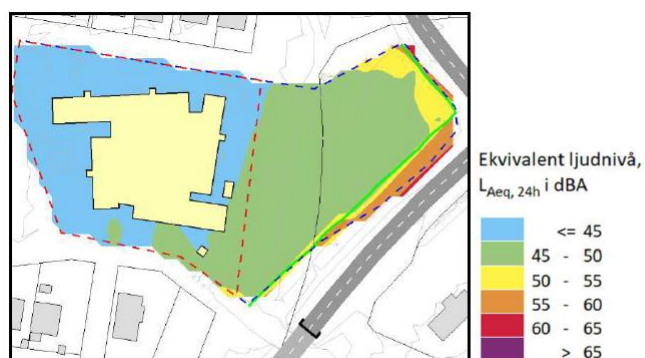 Ekvivalent ljudnivå,
LAeq, 24h i dBA
<= 45
45 - 50
50 - 55
55 - 60
60 - 65
> 65